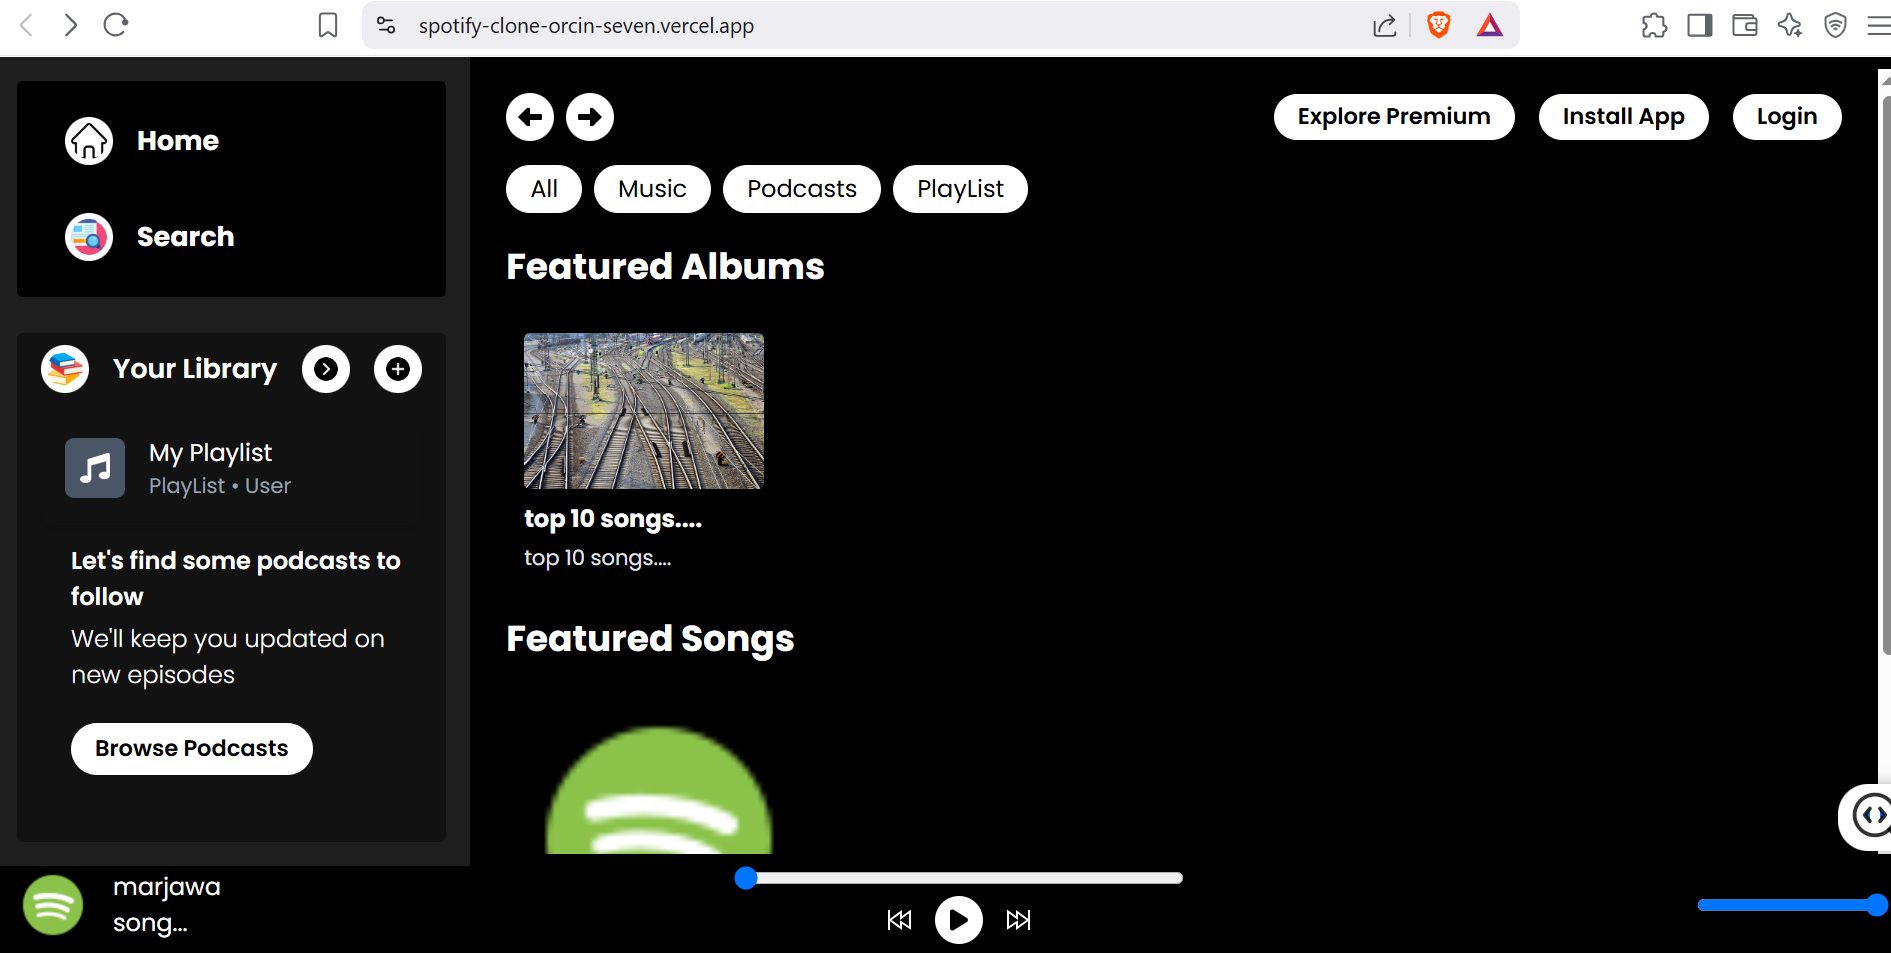 spotify-clone-orcin-seven.vercel.app
Home
Search
Your Library
My Playlist
PlayList • User
Let's find some podcasts to
follow
We'll keep you updated on
new episodes
Browse Podcasts
Explore Premium
Install App
Login
All
Music
Podcasts
PlayList
Featured Albums
top 10 songs....
top 10 songs....
Featured Songs
marjawa
song...